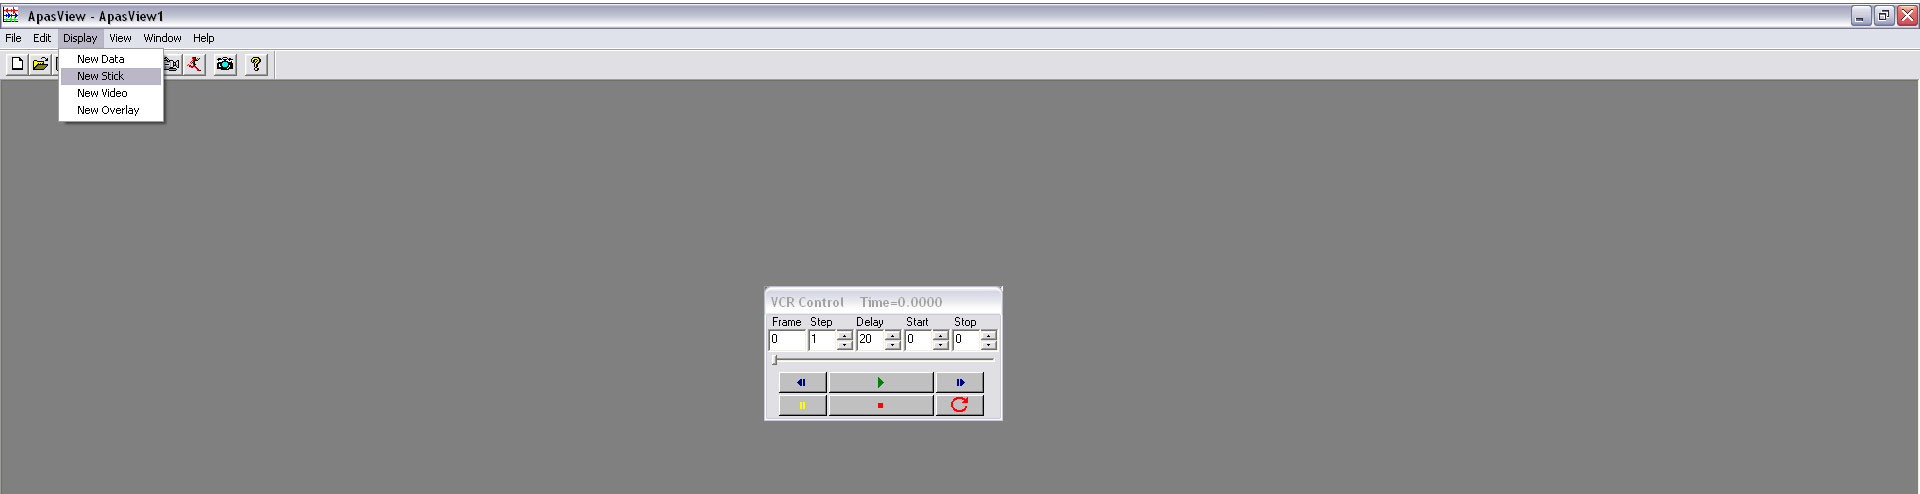 ApasView - ApasView1
File Edit Display View Window Help
New Data
New Stick
New Video
New Overlay
?
VCR Control Time=0.0000
Frame Step Delay Start Stop
0 1 20 0 0